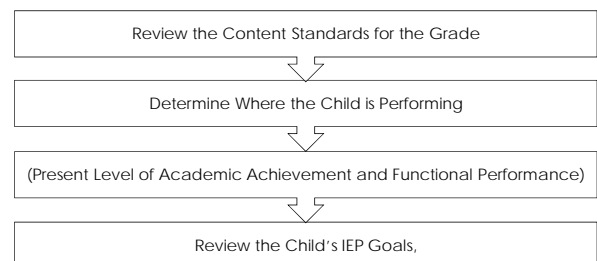 Review the Content Standards for the Grade
Determine Where the Child is Performing
(Present Level of Academic Achievement and Functional Performance)
Review the Child's IEP Goals,